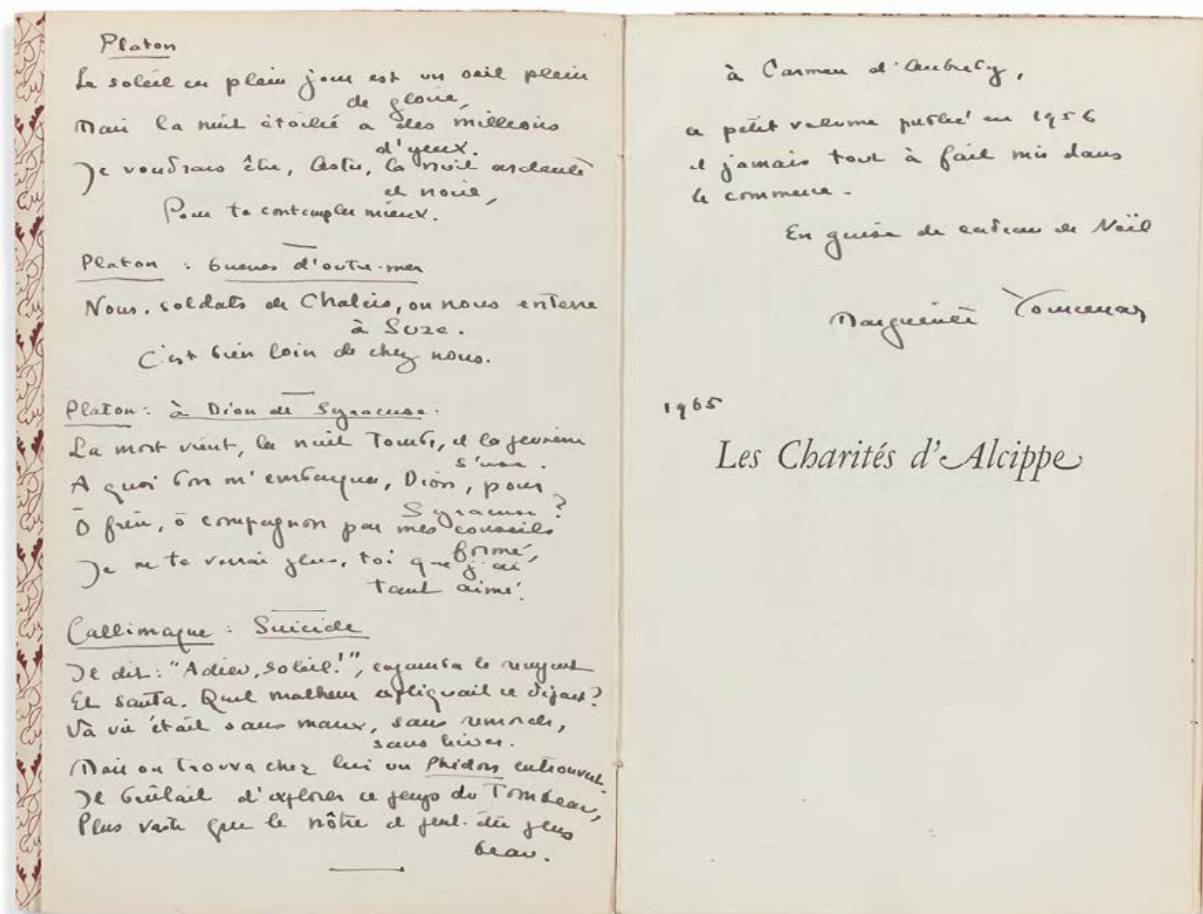 Platon
Le soleil en plein jour est un œil plein
de gloire,
Mais la nuit étoilée a des millions
d'yeux.
Je voudrais être, Aster, la nuit ardente
et noire,
Pour te contempler mieux.
Platon : Guerres d'outre-mer
Nous, soldats de Chalcis, on nous enterre
à Suze.
C'est bien loin de chez nous.
Platon : à Dion de Syracuse.
La mort vient, la nuit tombe, et la
s'use.
A quoi bon m'embarquer, Dion, pour
Syracuse ?
Ô frère, ô compagnon par mes conseils
formé,
Je ne te verrai plus, toi que j'ai
tant aimé.
Callimaque : Suicide
Il dit : "Adieu, soleil !", enjamba le rempart
Et sauta. Quel malheur expliquait ce départ ?
Sa vie était sans maux, sans remords,
sans hiver.
Mais on trouva chez lui un Phédon entrouvert.
Il brûlait d'explorer ce pays du Tombeau,
Plus vaste que le nôtre et peut-être plus
beau.
à Carmen d'Aubreby,
ce petit volume publié en 1956
et jamais tout à fait mis dans
le commerce -
En guise de cadeau de Noël
Marguerite Yourcenar
1965
Les Charités d'Alcippe